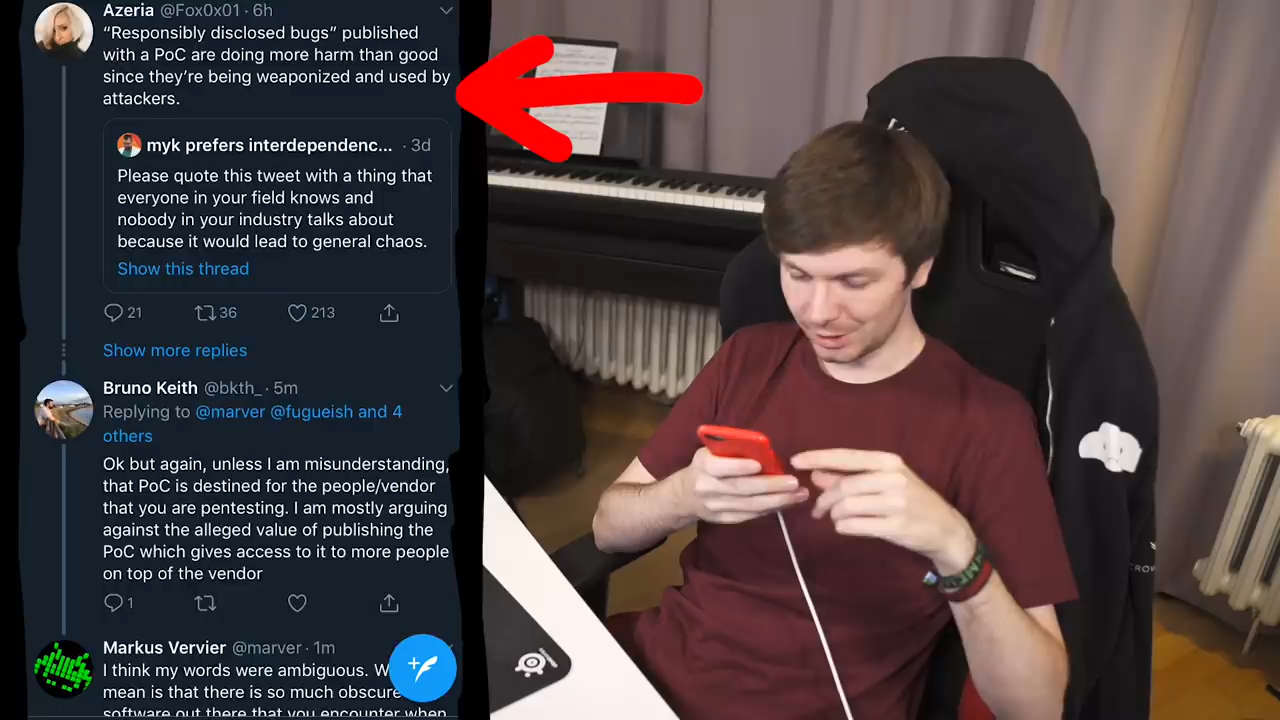 Azeria @Fox0x01 · 6h
“Responsibly disclosed bugs” published
with a PoC are doing more harm than good
since they’re being weaponized and used by
attackers.
myk prefers interdependenc... · 3d
Please quote this tweet with a thing that
everyone in your field knows and
nobody in your industry talks about
because it would lead to general chaos.
Show this thread
21 36 213
Show more replies
Bruno Keith @bkth_ · 5m
Replying to @marver @fugueish and 4
others
Ok but again, unless I am misunderstanding,
that PoC is destined for the people/vendor
that you are pentesting. I am mostly arguing
against the alleged value of publishing the
PoC which gives access to it to more people
on top of the vendor
1
Markus Vervier @marver · 1m
I think my words were ambiguous.
mean is that there is so much obscure
software out there that you encounter when